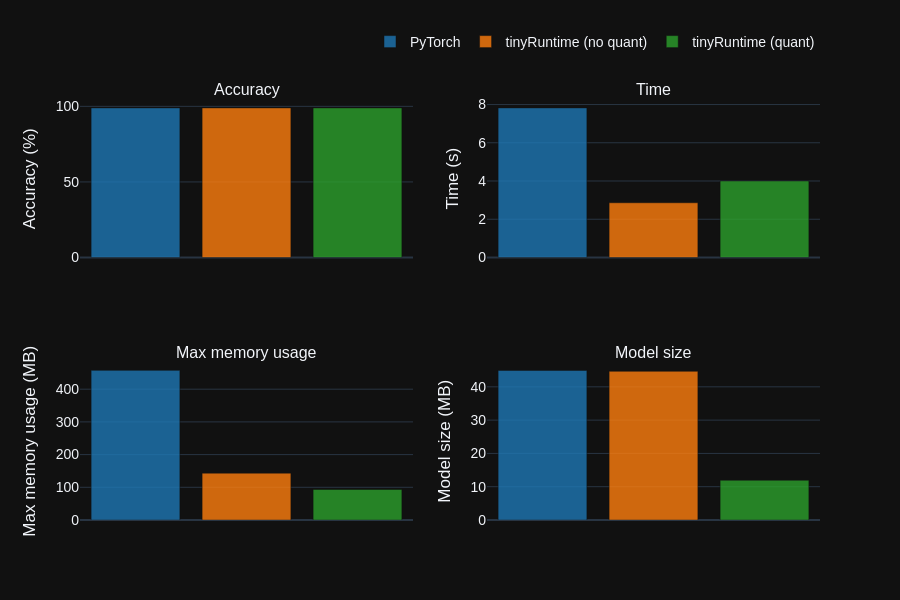 PyTorch
tinyRuntime (no quant)
tinyRuntime (quant)
Accuracy
Accuracy (%)
100
50
0
Time
Time (s)
8
6
4
2
0
Max memory usage
Max memory usage (MB)
400
300
200
100
0
Model size
Model size (MB)
40
30
20
10
0